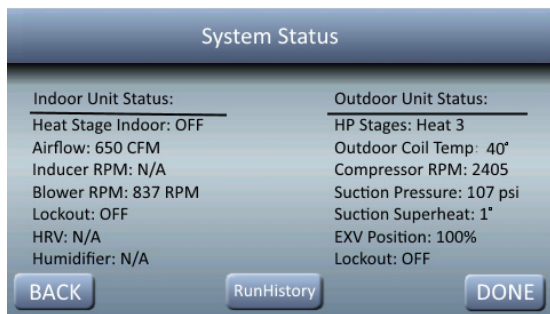 System Status
Indoor Unit Status:
Heat Stage Indoor: OFF
Airflow: 650 CFM
Inducer RPM: N/A
Blower RPM: 837 RPM
Lockout: OFF
HRV: N/A
Humidifier: N/A
Outdoor Unit Status:
HP Stages: Heat 3
Outdoor Coil Temp: 40°
Compressor RPM: 2405
Suction Pressure: 107 psi
Suction Superheat: 1°
EXV Position: 100%
Lockout: OFF
BACK
RunHistory
DONE